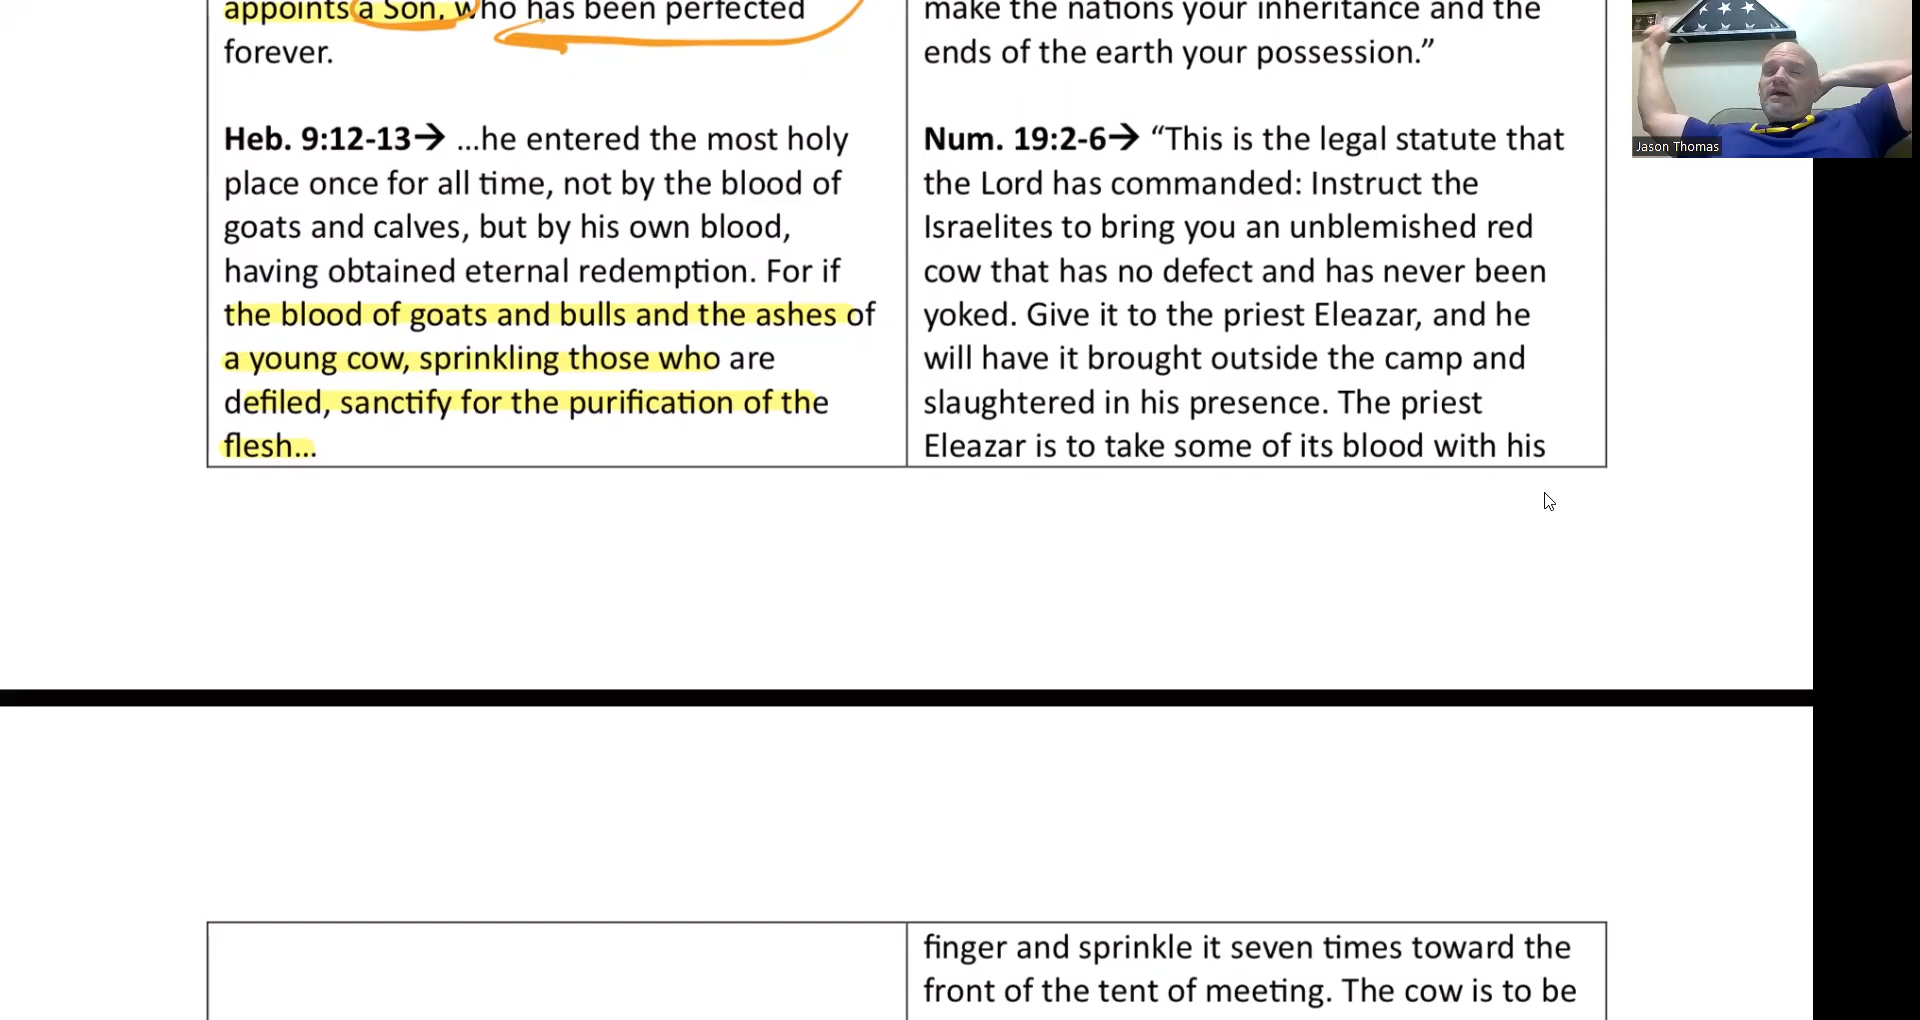 appoints a Son, who has been perfected
forever.
Heb. 9:12-13→ …he entered the most holy
place once for all time, not by the blood of
goats and calves, but by his own blood,
having obtained eternal redemption. For if
the blood of goats and bulls and the ashes of
a young cow, sprinkling those who are
defiled, sanctify for the purification of the
flesh…
make the nations your inheritance and the
ends of the earth your possession.”
Num. 19:2-6→ “This is the legal statute that
the Lord has commanded: Instruct the
Israelites to bring you an unblemished red
cow that has no defect and has never been
yoked. Give it to the priest Eleazar, and he
will have it brought outside the camp and
slaughtered in his presence. The priest
Eleazar is to take some of its blood with his
finger and sprinkle it seven times toward the
front of the tent of meeting. The cow is to be
Jason Thomas